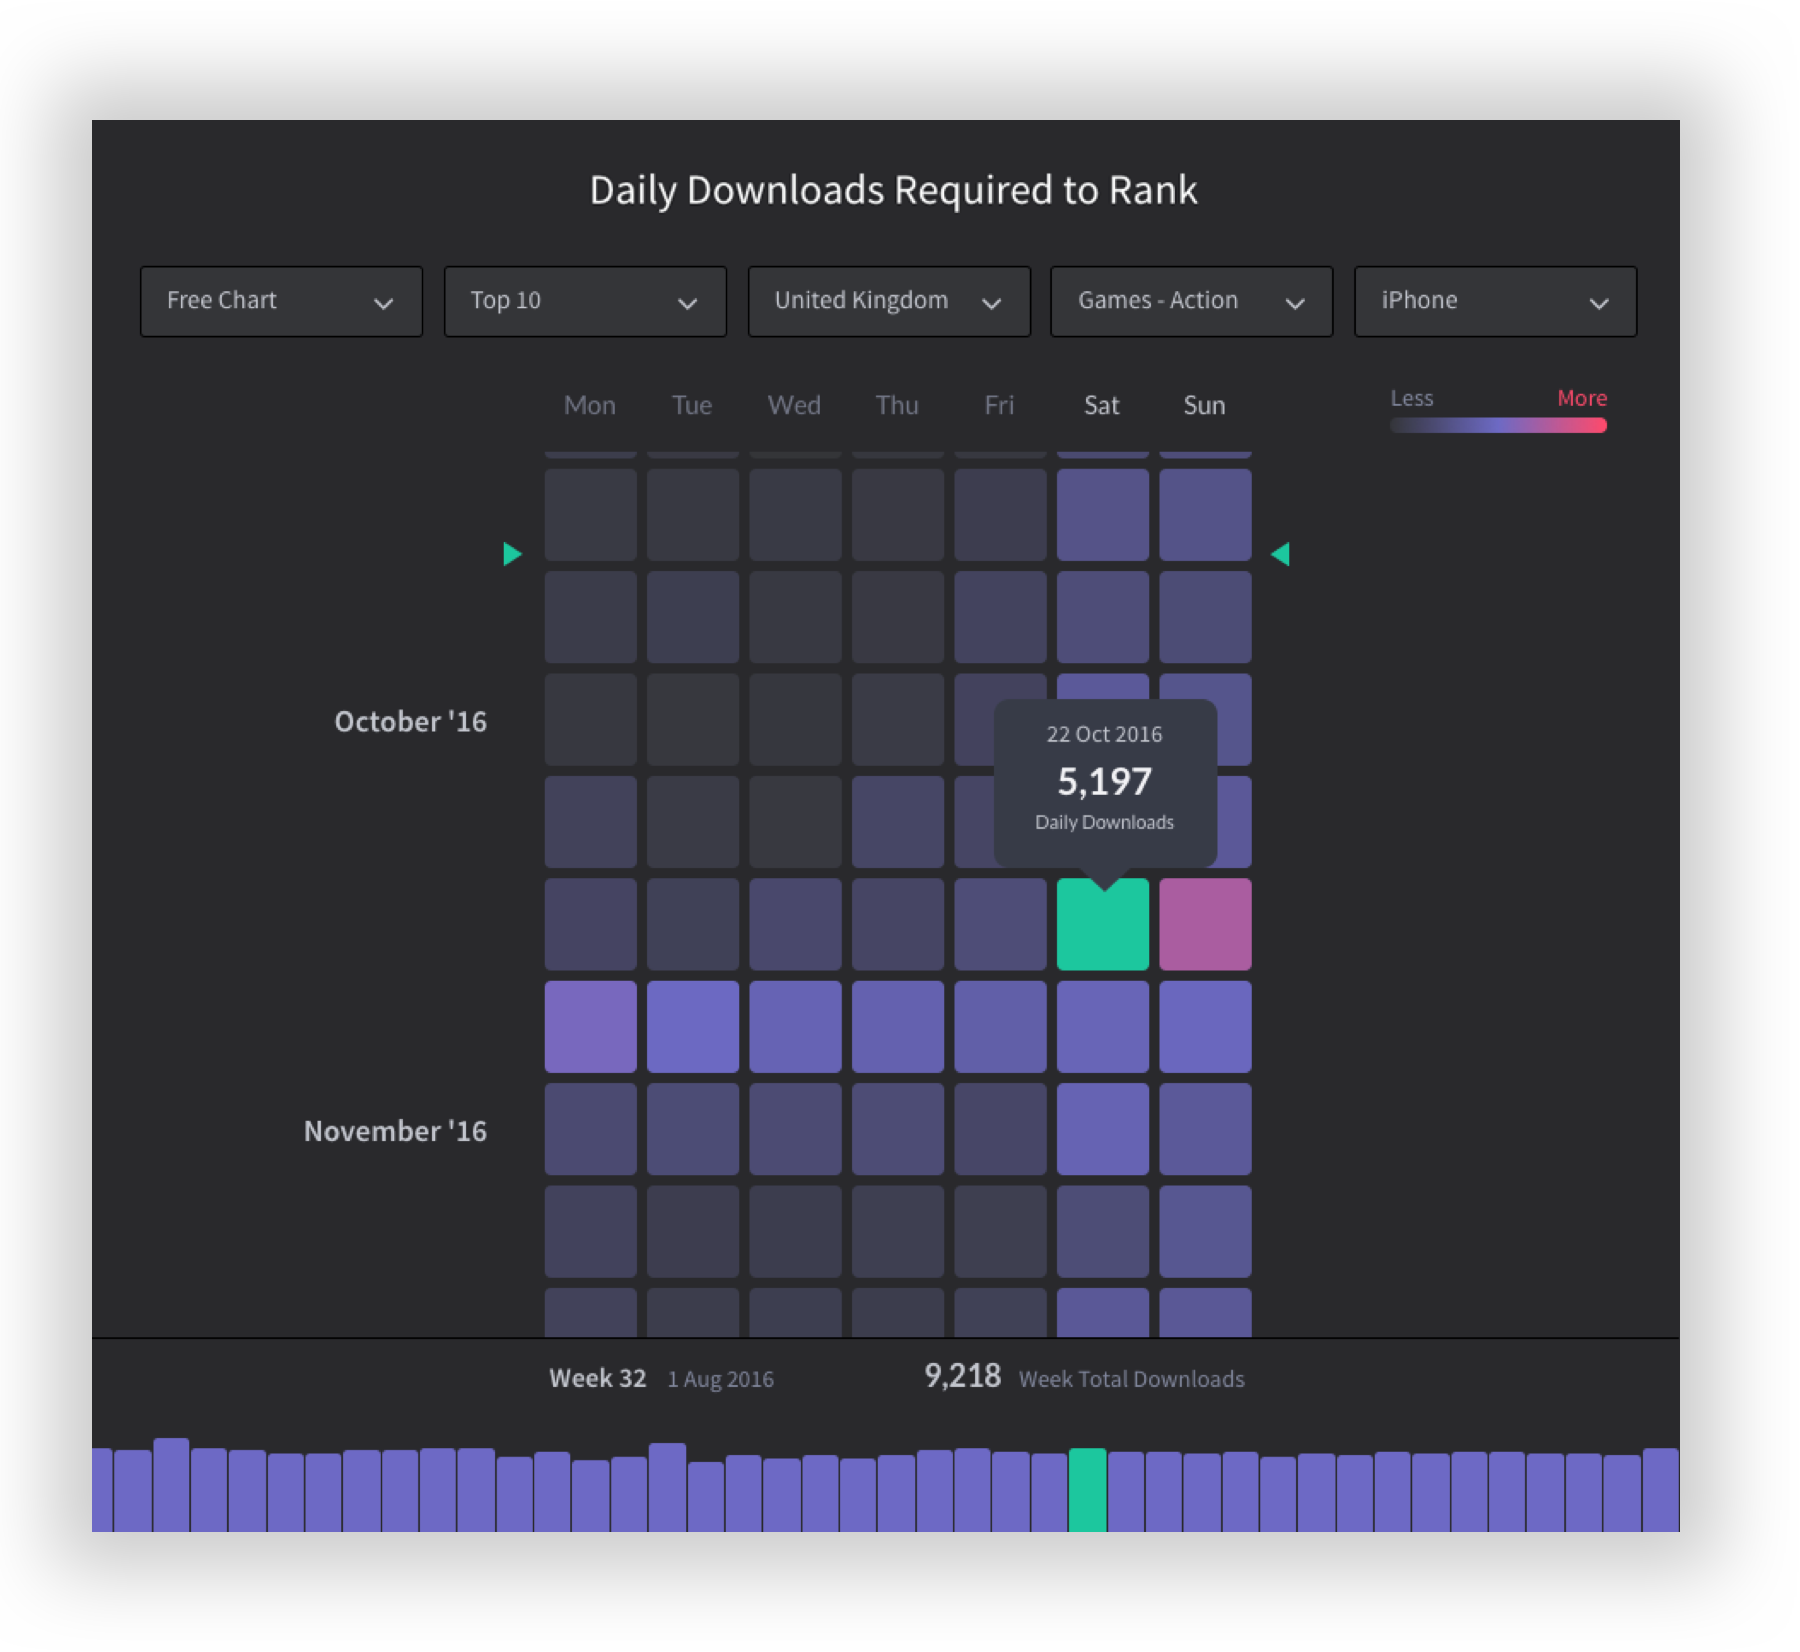 Daily Downloads Required to Rank
Free Chart Top 10 United Kingdom Games - Action iPhone
Mon Tue Wed Thu Fri Sat Sun
Less More
October '16
22 Oct 2016
5,197
Daily Downloads
November '16
Week 32 1 Aug 2016 9,218 Week Total Downloads